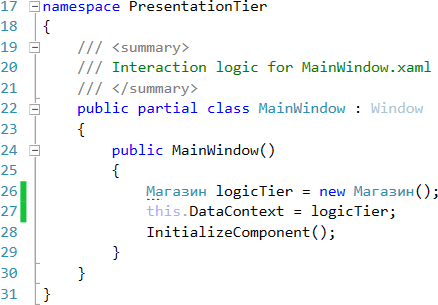 17 namespace PresentationTier
18 {
19     /// <summary>
20     /// Interaction logic for MainWindow.xaml
21     /// </summary>
22     public partial class MainWindow : Window
23     {
24         public MainWindow()
25         {
26             Магазин logicTier = new Магазин();
27             this.DataContext = logicTier;
28             InitializeComponent();
29         }
30     }
31 }